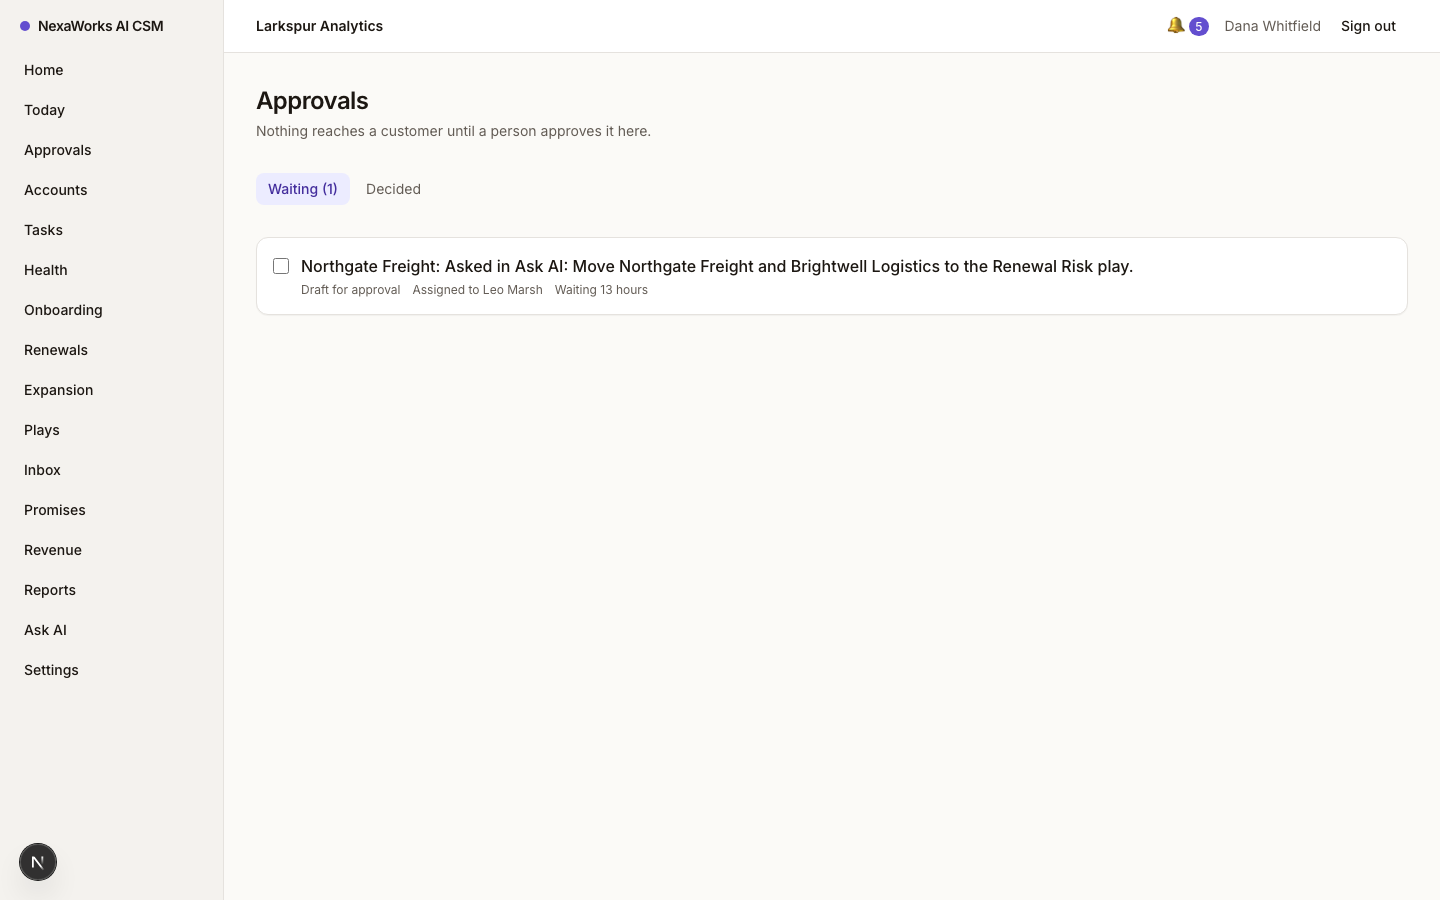 NexaWorks AI CSM
Home
Today
Approvals
Accounts
Tasks
Health
Onboarding
Renewals
Expansion
Plays
Inbox
Promises
Revenue
Reports
Ask AI
Settings
N
Larkspur Analytics
5
Dana Whitfield
Sign out
Approvals
Nothing reaches a customer until a person approves it here.
Waiting (1)
Decided
Northgate Freight: Asked in Ask AI: Move Northgate Freight and Brightwell Logistics to the Renewal Risk play.
Draft for approval Assigned to Leo Marsh Waiting 13 hours